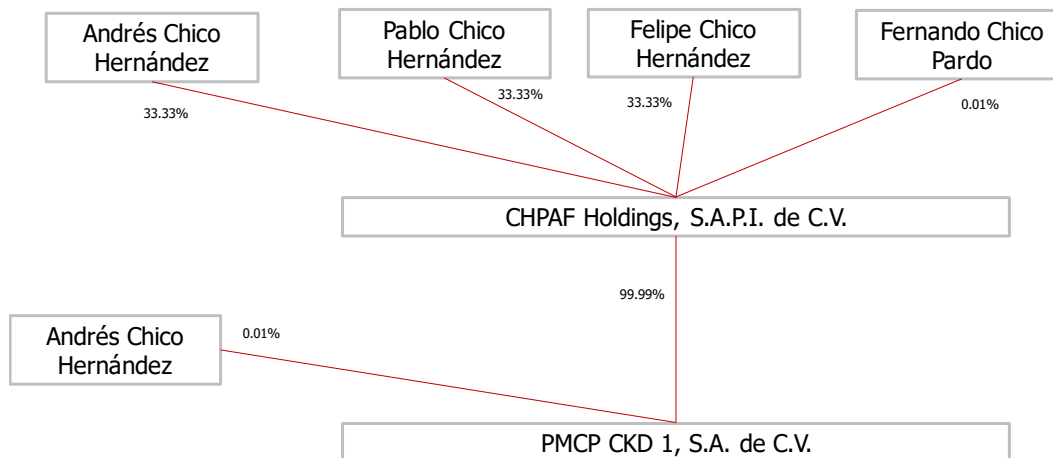 Andrés Chico
Hernández
Pablo Chico
Hernández
Felipe Chico
Hernández
Fernando Chico
Pardo
33.33%
33.33%
33.33%
0.01%
CHPAF Holdings, S.A.P.I. de C.V.
99.99%
Andrés Chico
Hernández
0.01%
PMCP CKD 1, S.A. de C.V.